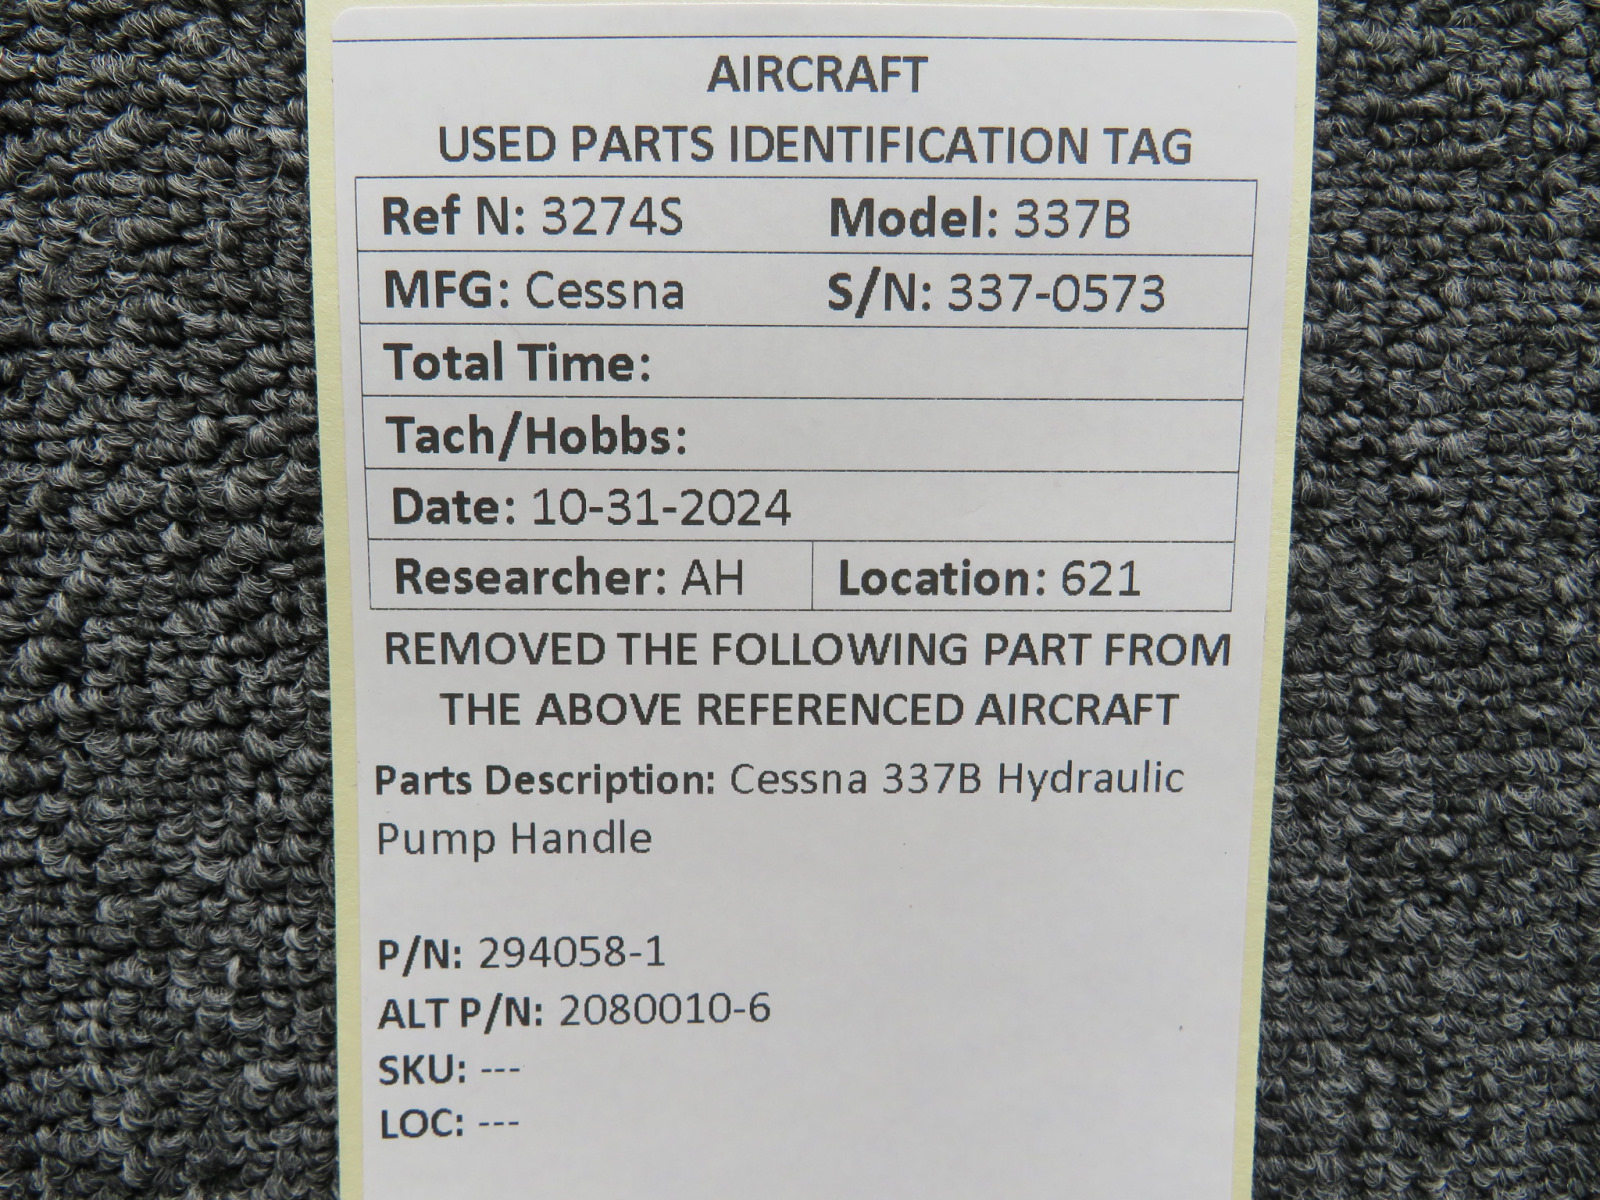 AIRCRAFT
USED PARTS IDENTIFICATION TAG
Ref N: 3274S Model: 337B
MFG: Cessna S/N: 337-0573
Total Time:
Tach/Hobbs:
Date: 10-31-2024
Researcher: AH Location: 621
REMOVED THE FOLLOWING PART FROM
THE ABOVE REFERENCED AIRCRAFT
Parts Description: Cessna 337B Hydraulic
Pump Handle
P/N: 294058-1
ALT P/N: 2080010-6
SKU: ---
LOC: ---